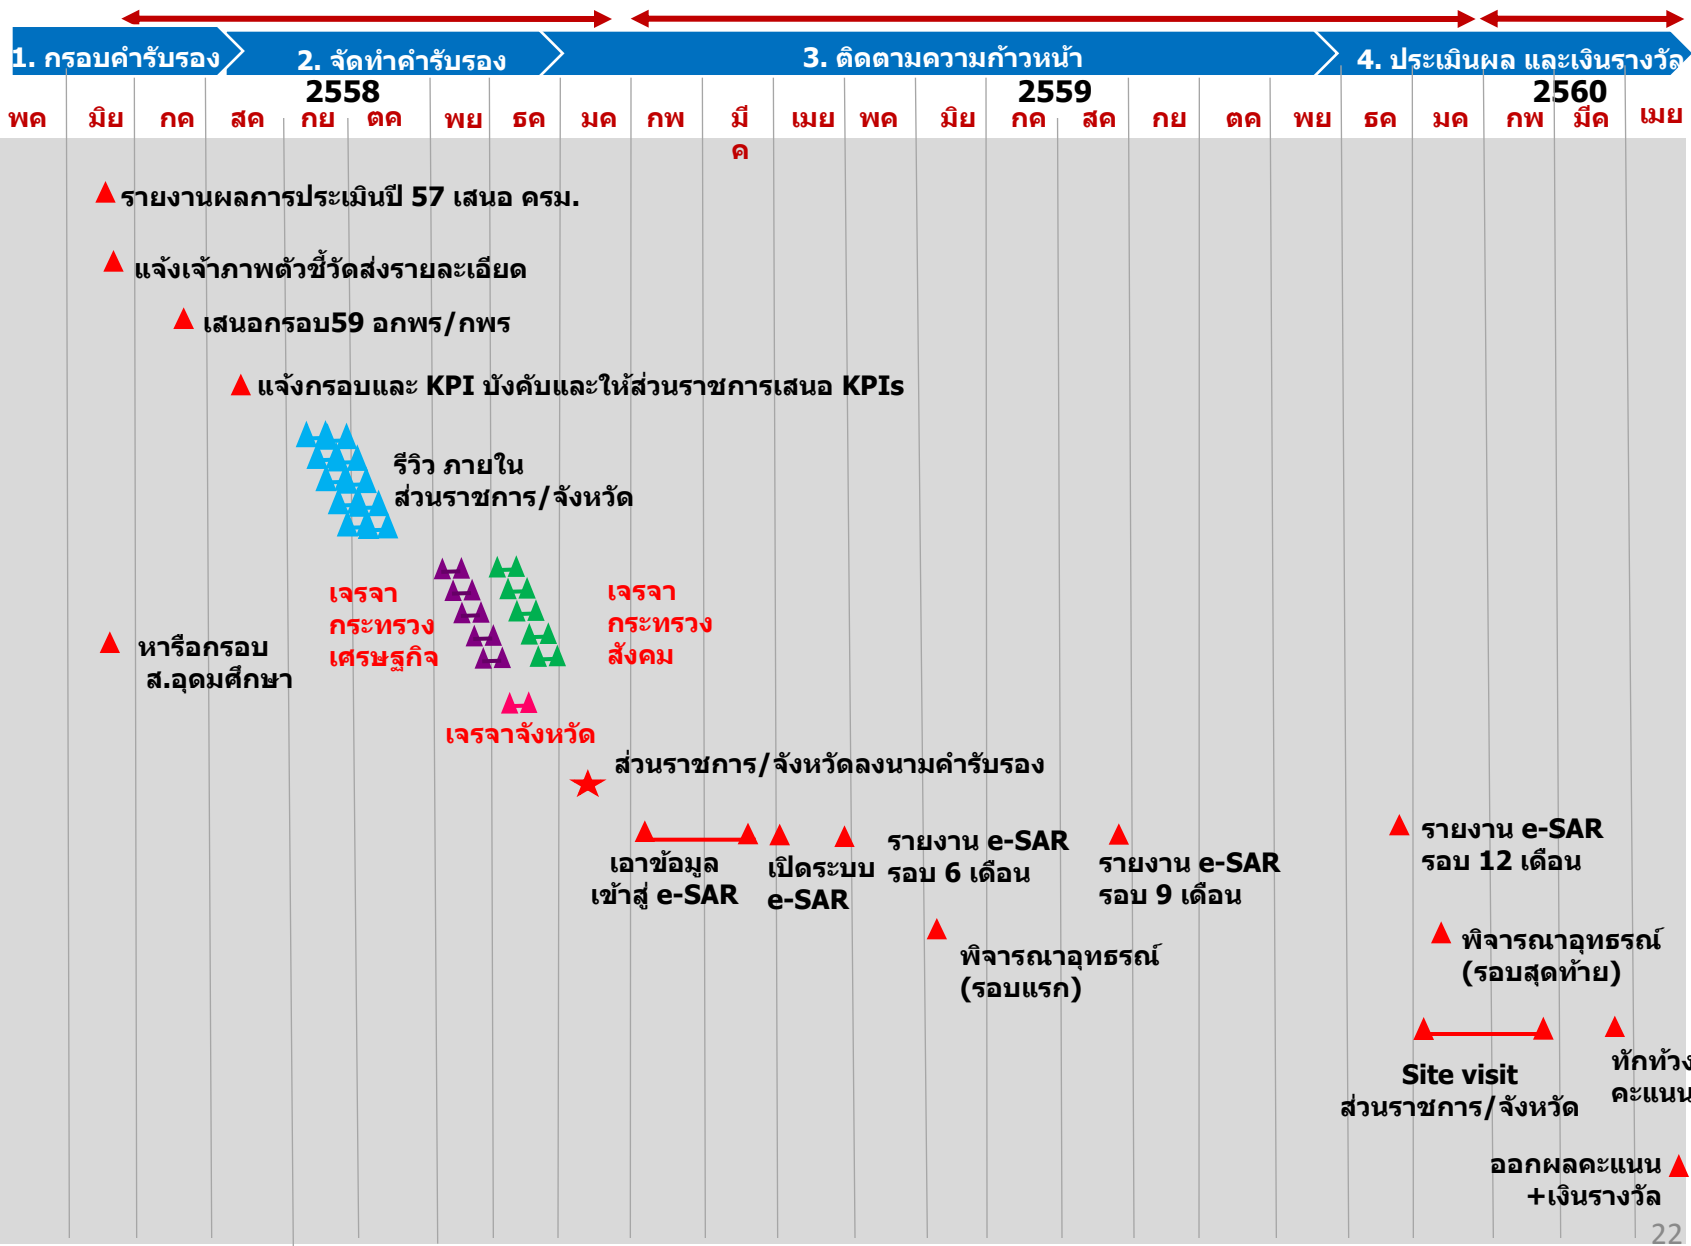 1. กรอบคำรับรอง
2. จัดทำคำรับรอง
3. ติดตามความก้าวหน้า
4. ประเมินผล และเงินรางวัล
2558
2559
2560
พค มิย กค สค กย ตค พย ธค มค กพ มี เมย พค มิย กค สค กย ตค พย ธค มค กพ มีค เมย
ค
รายงานผลการประเมินปี 57 เสนอ ครม.
แจ้งเจ้าภาพตัวชี้วัดส่งรายละเอียด
เสนอกรอบ59 อกพร/กพร
แจ้งกรอบและ KPI บังคับและให้ส่วนราชการเสนอ KPIs
รีวิว ภายใน
ส่วนราชการ/จังหวัด
เจรจา
กระทรวง
เศรษฐกิจ
เจรจา
กระทรวง
สังคม
หารือกรอบ
ส.อุดมศึกษา
เจรจาจังหวัด
ส่วนราชการ/จังหวัดลงนามคำรับรอง
เอาข้อมูล
เข้าสู่ e-SAR
เปิดระบบ
e-SAR
รายงาน e-SAR
รอบ 6 เดือน
รายงาน e-SAR
รอบ 9 เดือน
รายงาน e-SAR
รอบ 12 เดือน
พิจารณาอุทธรณ์
(รอบแรก)
พิจารณาอุทธรณ์
(รอบสุดท้าย)
Site visit
ส่วนราชการ/จังหวัด
ทักท้วง
คะแนน
ออกผลคะแนน
+เงินรางวัล
22